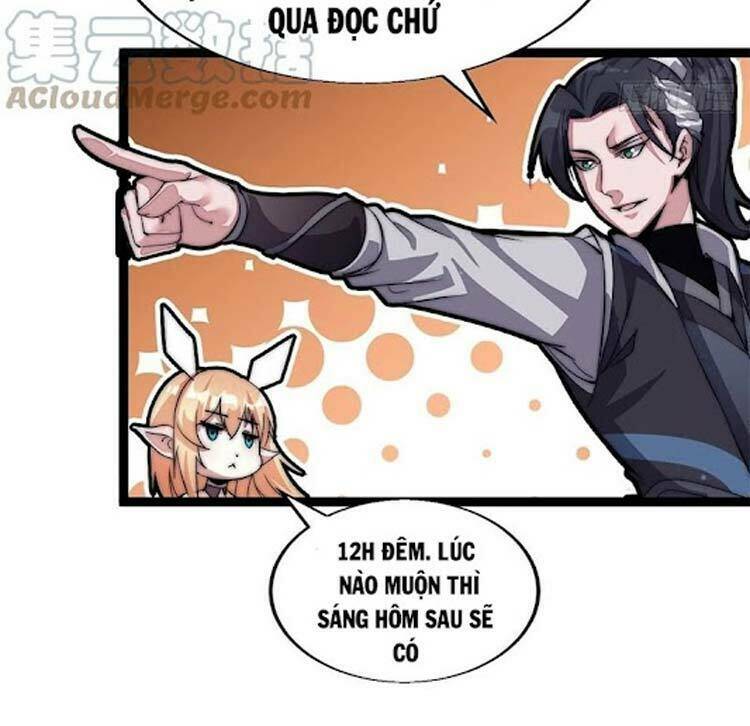 QUA ĐỌC CHỨ
集云数据
ACloudMerge.com
12H ĐÊM. LÚC
NÀO MUỘN THÌ
SÁNG HÔM SAU SẼ
CÓ